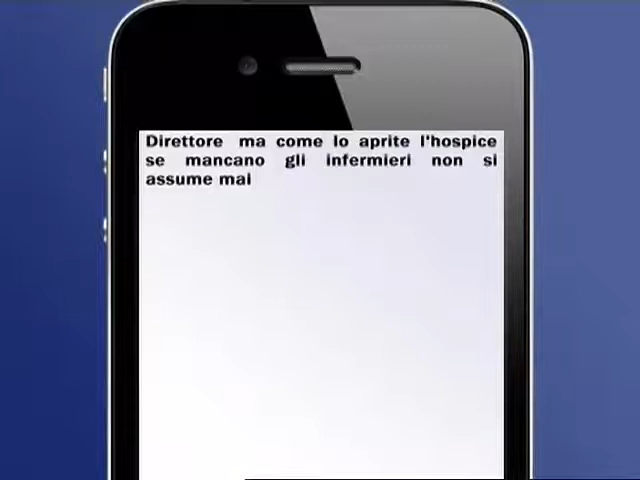 Direttore ma come lo aprite l'hospice
se mancano gli infermieri non si
assume mai